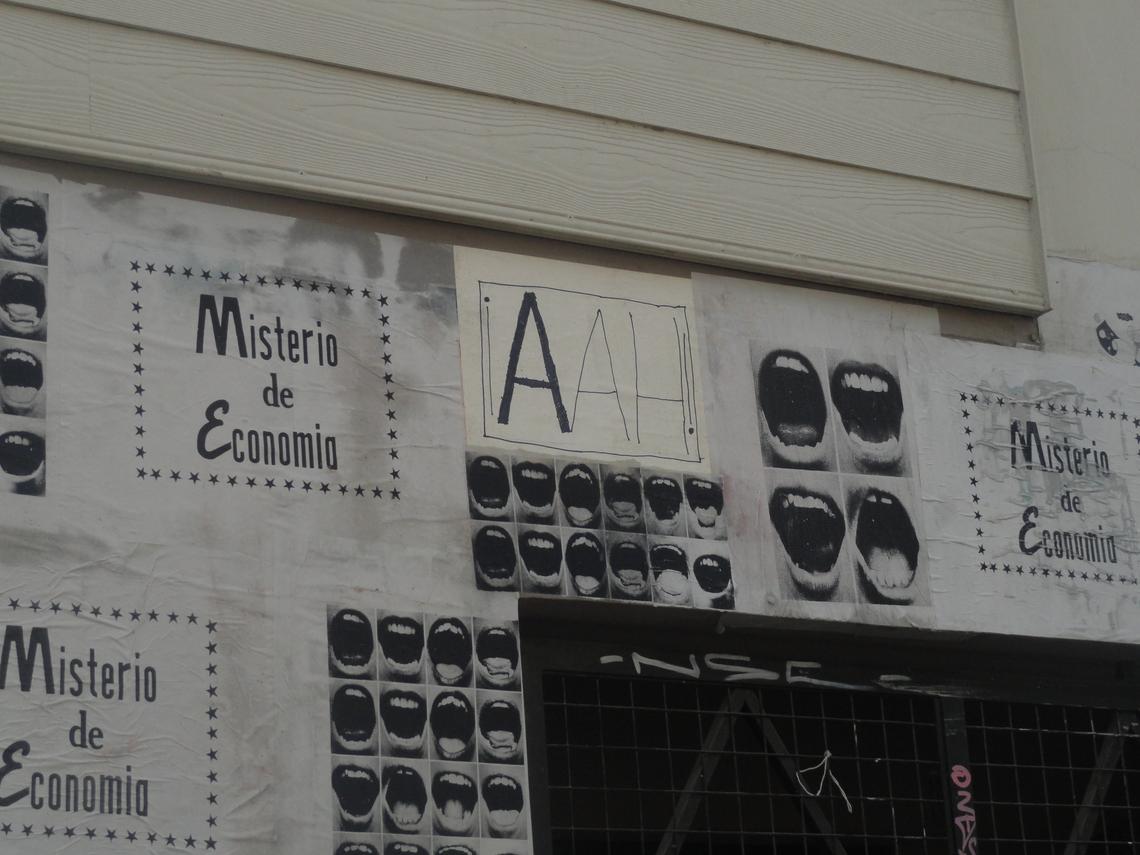 Misterio
de
Economia
AAH
Misterio
de
Economia
Misterio
de
Economia
-NSE-